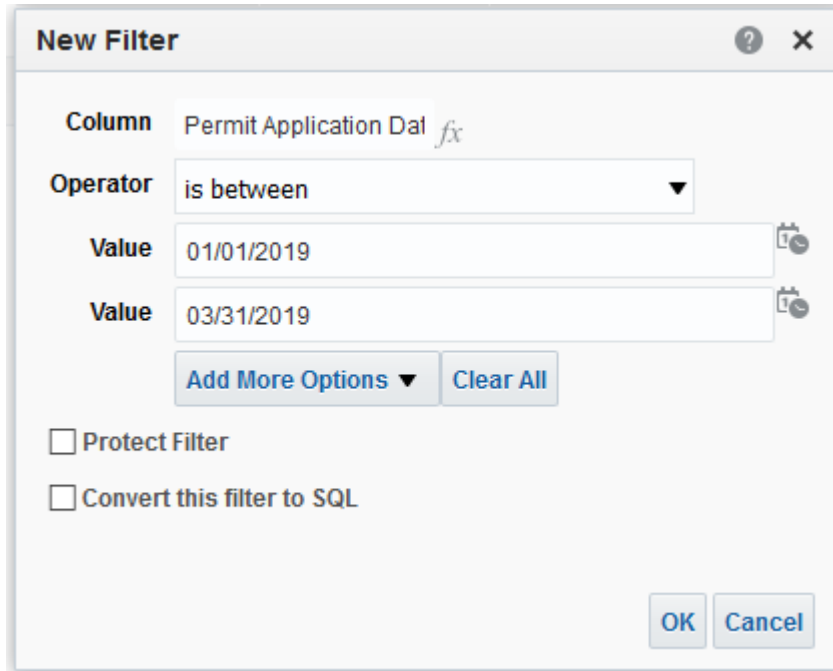 New Filter
Column Permit Application Dat fx
Operator is between
Value 01/01/2019
Value 03/31/2019
Add More Options Clear All
Protect Filter
Convert this filter to SQL
OK Cancel